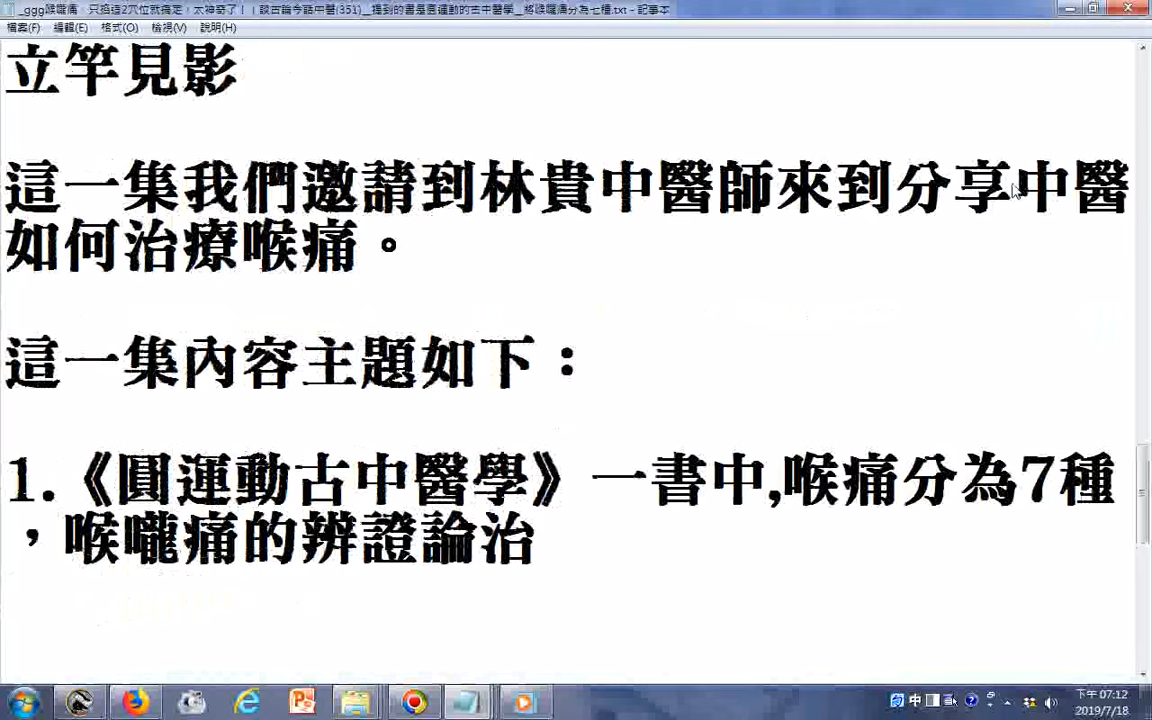 _ggg喉嚨痛 只掐這2穴位就搞定，太神奇了！（談古論今話中醫(351)__提到的書是圓運動的古中醫學__將喉嚨痛分為七種.txt - 記事本
檔案(F) 編輯(E) 格式(O) 檢視(V) 說明(H)
立竿見影
這一集我們邀請到林貴中醫師來到分享中醫
如何治療喉痛。
這一集內容主題如下：
1.《圓運動古中醫學》一書中,喉痛分為7種
，喉嚨痛的辨證論治
中
下午 07:12
2019/7/18